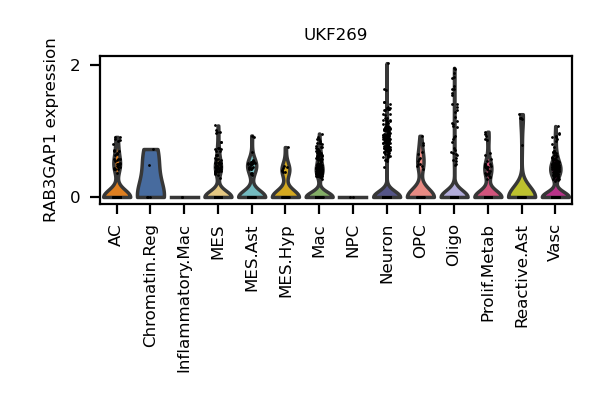 UKF269
RAB3GAP1 expression
2
0
AC
Chromatin.Reg
Inflammatory.Mac
MES
MES.Ast
MES.Hyp
Mac
NPC
Neuron
OPC
Oligo
Prolif.Metab
Reactive.Ast
Vasc